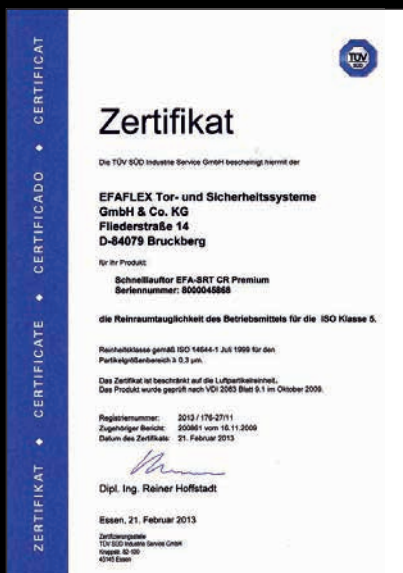 ZERTIFIKAT ◆ CERTIFICATE ◆ CERTIFICADO ◆ CERTIFICAT
TÜV
SÜD
Zertifikat
Die TÜV SÜD Industrie Service GmbH bescheinigt hiermit der
EFAFLEX Tor- und Sicherheitssysteme
GmbH & Co. KG
Fliederstraße 14
D-84079 Bruckberg
für ihr Produkt:
Schnelllauftor EFA-SRT CR Premium
Seriennummer: 8000045868
die Reinraumtauglichkeit des Betriebsmittels für die ISO Klasse 5.
Reinheitsklasse gemäß ISO 14644-1 Juli 1999 für den
Partikelgrößenbereich ≥ 0,3 µm.
Das Zertifikat ist beschränkt auf die Luftpartikelreinheit.
Das Produkt wurde geprüft nach VDI 2083 Blatt 9.1 im Oktober 2009.
Registriernummer: 2013 / 176-27/11
Zugehöriger Bericht: 200861 vom 16.11.2009
Datum des Zertifikats: 21. Februar 2013
Dipl. Ing. Reiner Hoffstadt
Essen, 21. Februar 2013
Zertifizierungsstelle
TÜV SÜD Industrie Service GmbH
82-100
45145 Essen